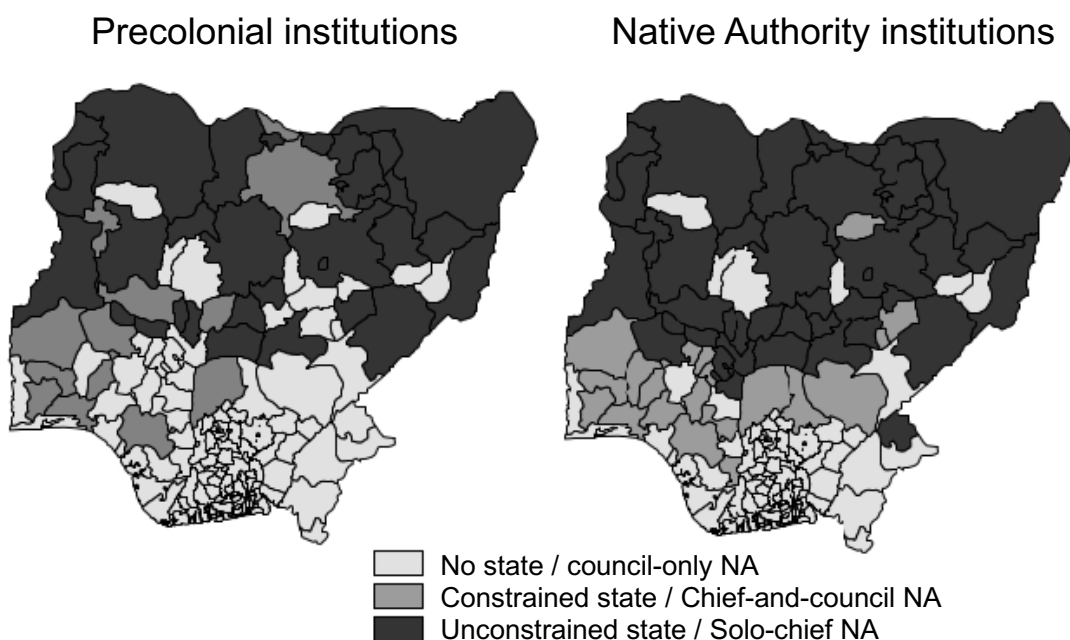 Precolonial institutions
Native Authority institutions
No state / council-only NA
Constrained state / Chief-and-council NA
Unconstrained state / Solo-chief NA